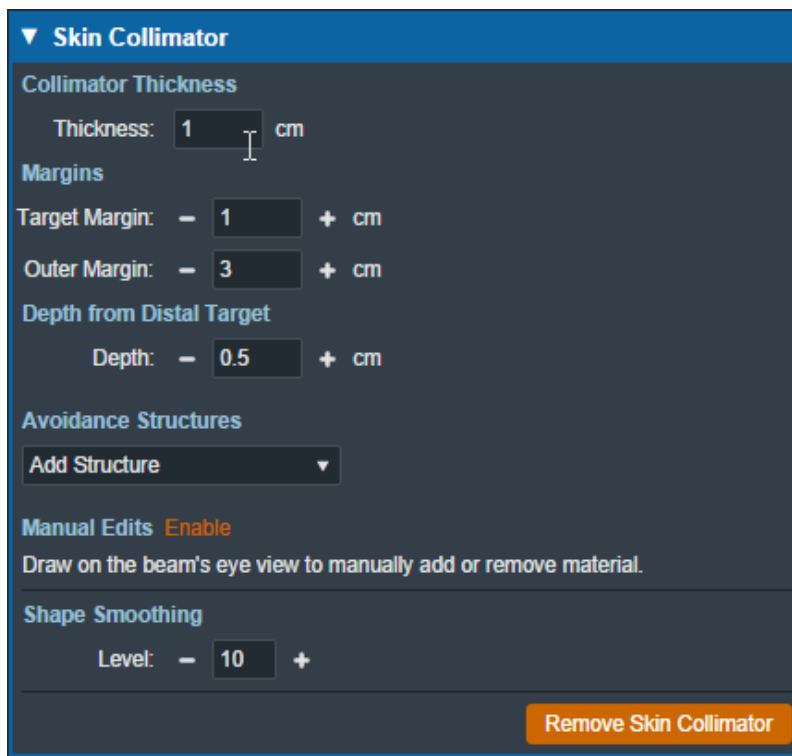 ▼ Skin Collimator
Collimator Thickness
Thickness: 1 cm
Margins
Target Margin: − 1 + cm
Outer Margin: − 3 + cm
Depth from Distal Target
Depth: − 0.5 + cm
Avoidance Structures
Add Structure ▼
Manual Edits Enable
Draw on the beam's eye view to manually add or remove material.
Shape Smoothing
Level: − 10 +
Remove Skin Collimator